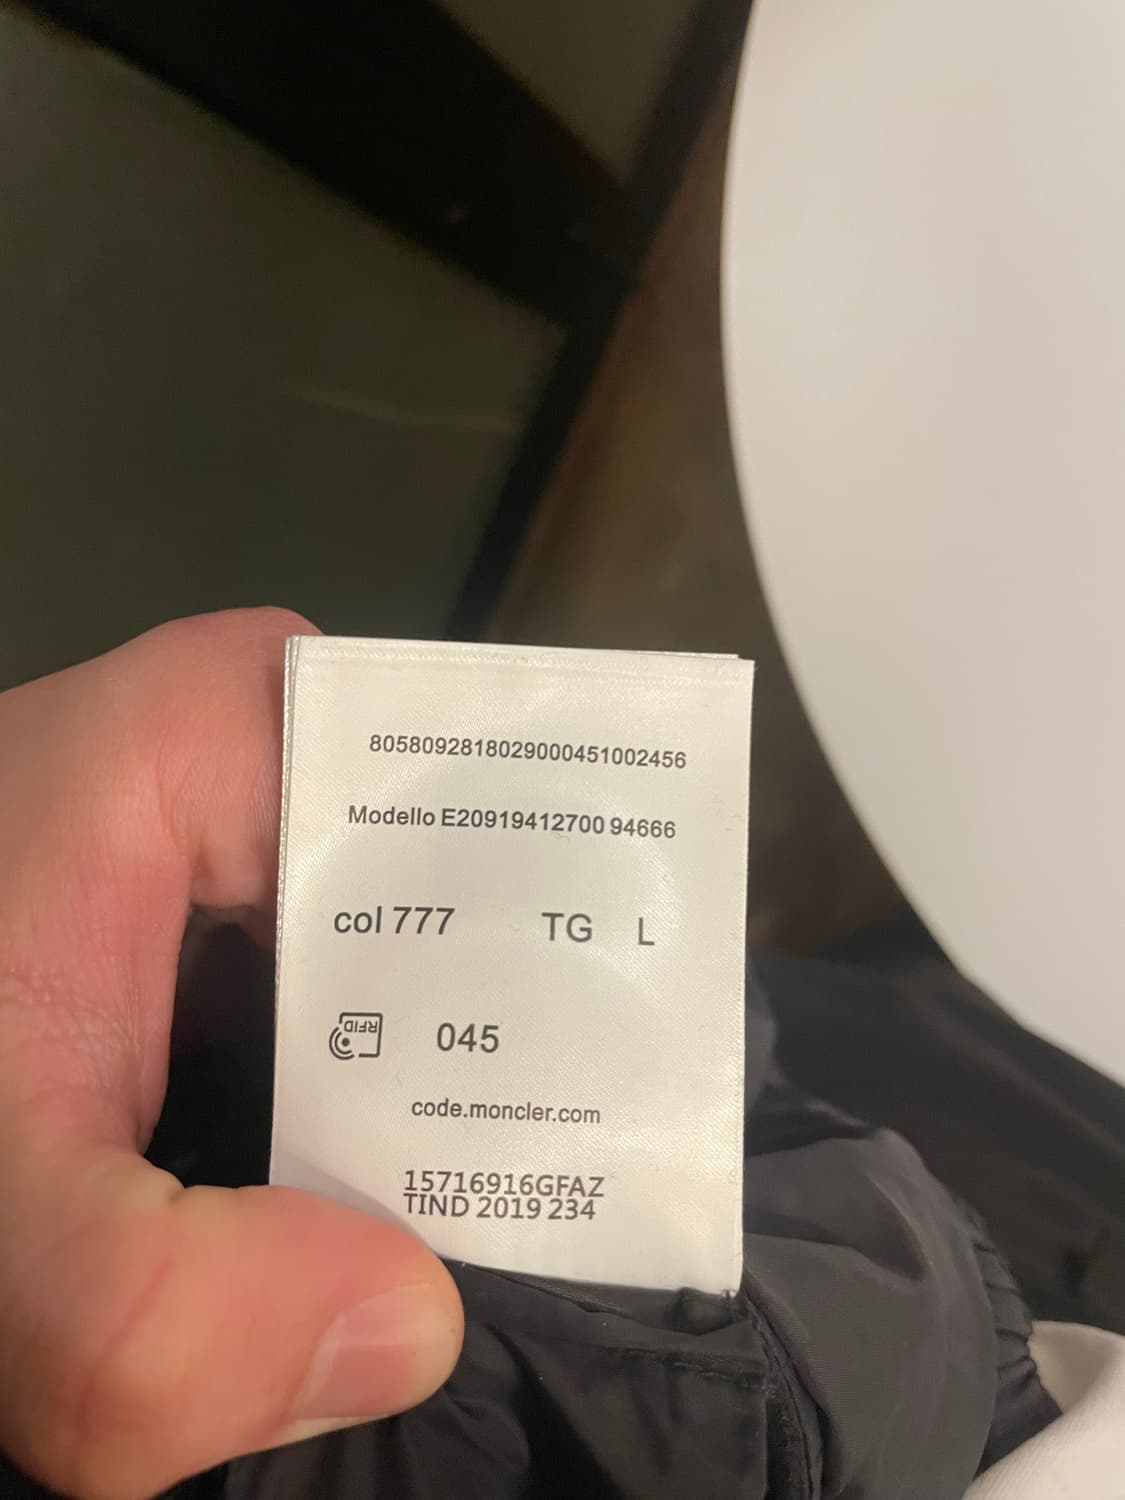 8058092818029000451002456
Modello E20919412700 94666
col 777 TG L
RFID 045
code.moncler.com
15716916GFAZ
TIND 2019 234